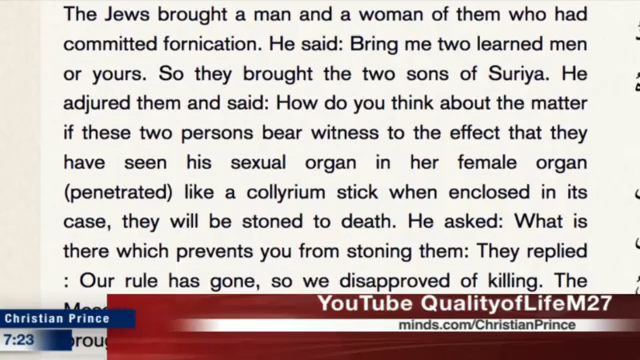 The Jews brought a man and a woman of them who had
committed fornication. He said: Bring me two learned men
or yours. So they brought the two sons of Suriya. He
adjured them and said: How do you think about the matter
if these two persons bear witness to the effect that they
have seen his sexual organ in her female organ
(penetrated) like a collyrium stick when enclosed in its
case, they will be stoned to death. He asked: What is
there which prevents you from stoning them: They replied
: Our rule has gone, so we disapproved of killing. The
YouTube QualityofLifeM27
Christian Prince
minds.com/ChristianPrince
7:23